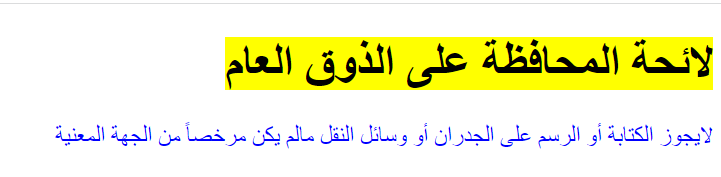 لائحة المحافظة على الذوق العام
لايجوز الكتابة أو الرسم على الجدران أو وسائل النقل مالم يكن مرخصاً من الجهة المعنية